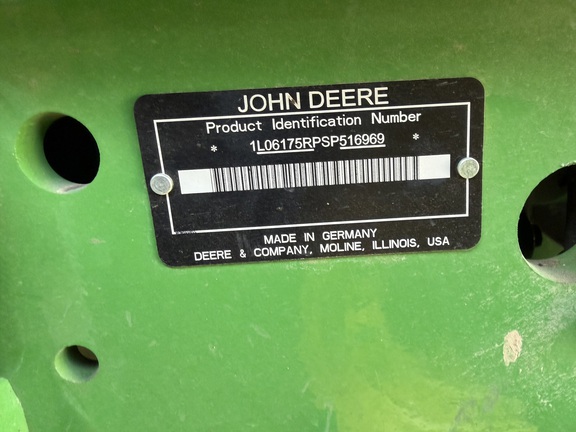 JOHN DEERE
Product Identification Number
* 1L06175RPSP516969 *
MADE IN GERMANY
DEERE & COMPANY, MOLINE, ILLINOIS, USA